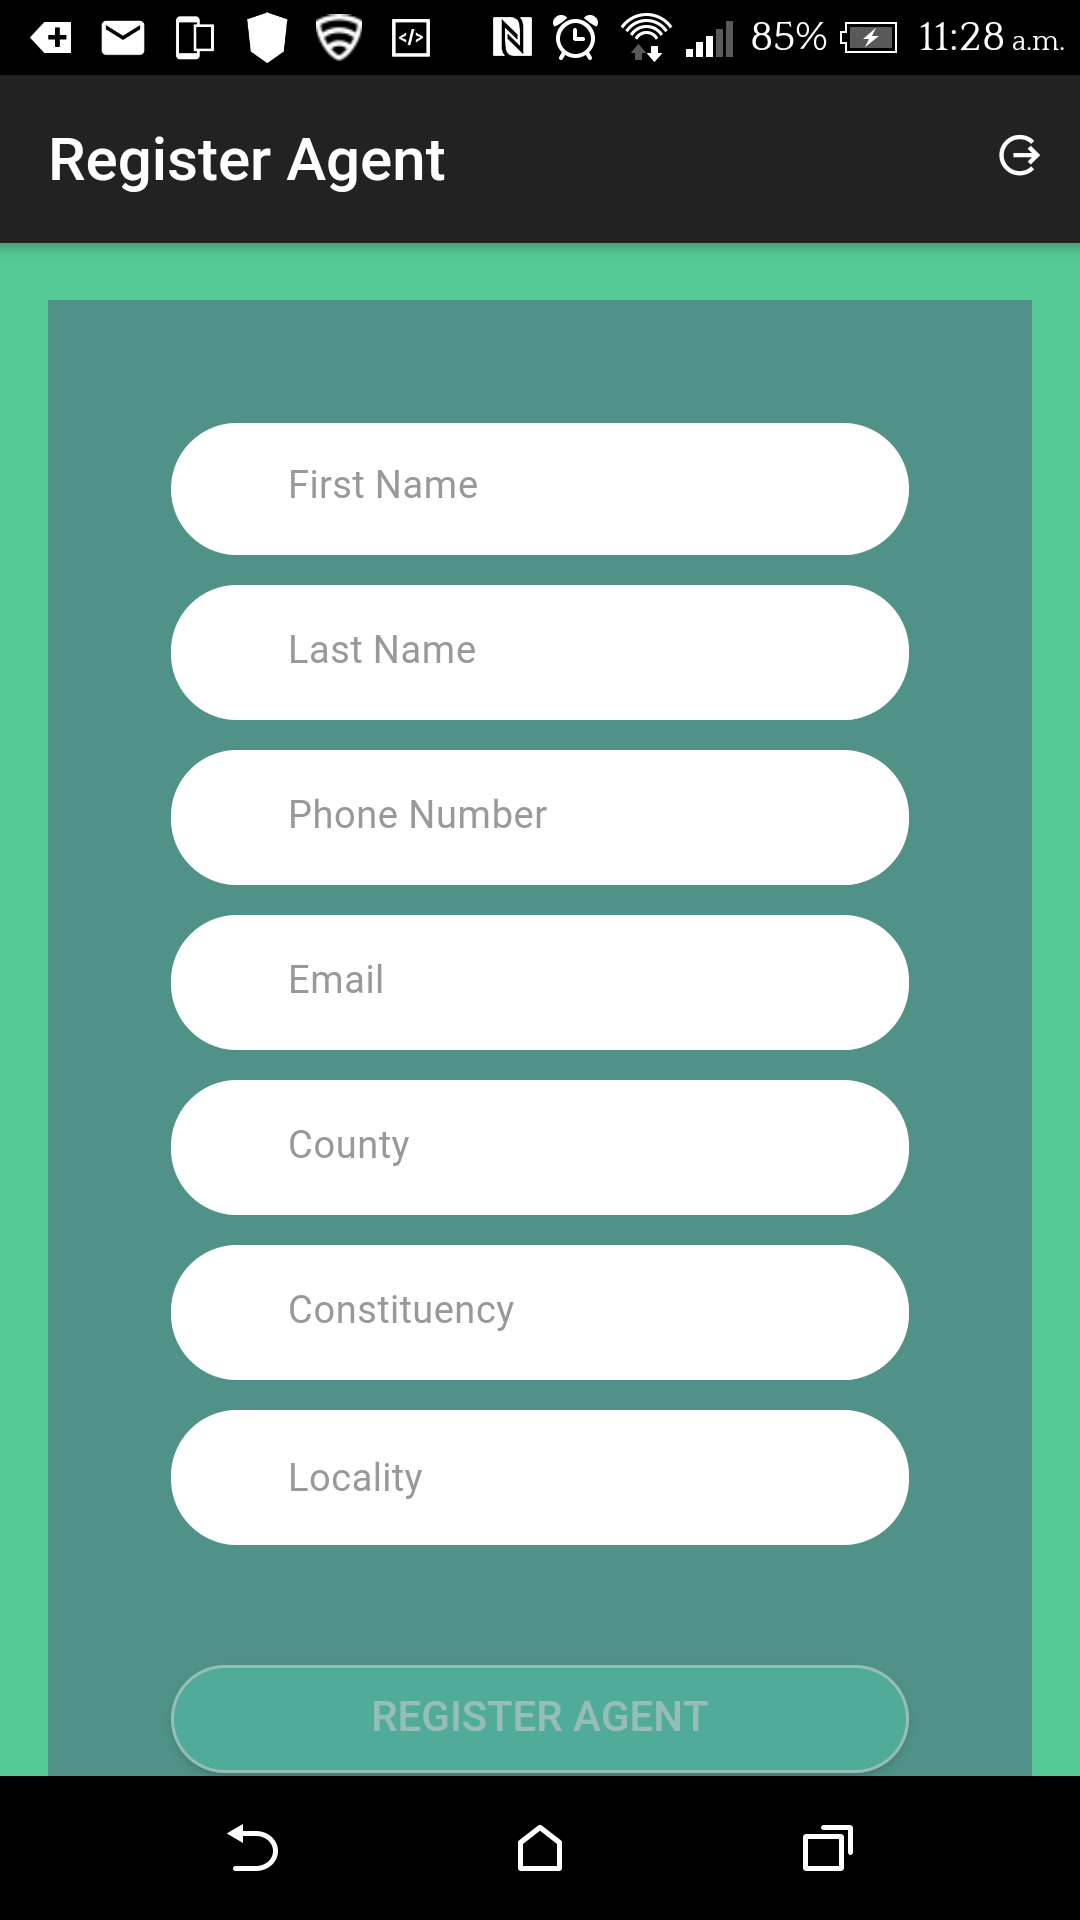 85% 11:28 a.m.
Register Agent
First Name
Last Name
Phone Number
Email
County
Constituency
Locality
REGISTER AGENT